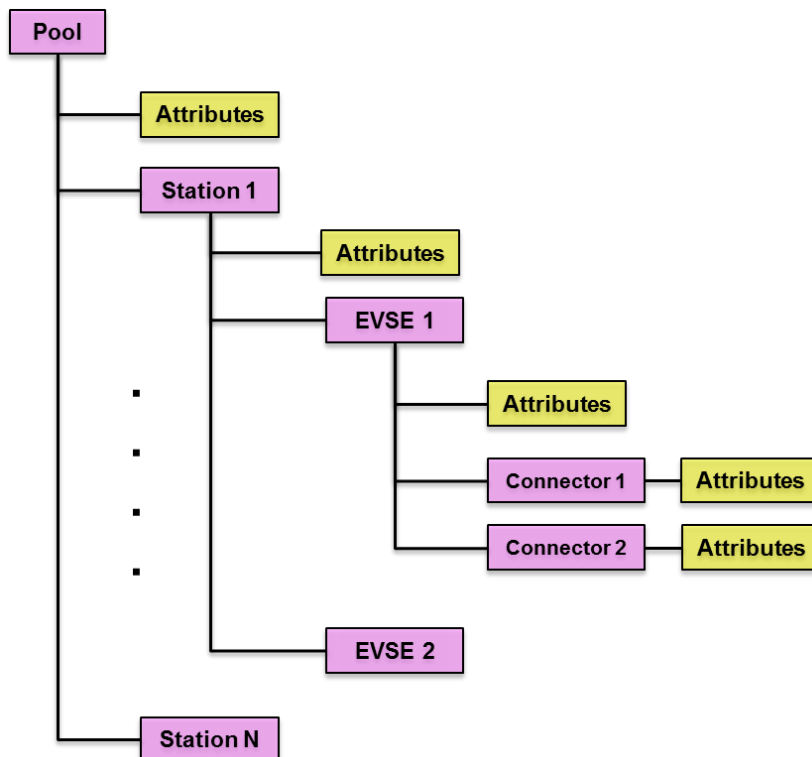 Pool
Attributes
Station 1
Attributes
EVSE 1
Attributes
Connector 1
Attributes
Connector 2
Attributes
EVSE 2
Station N